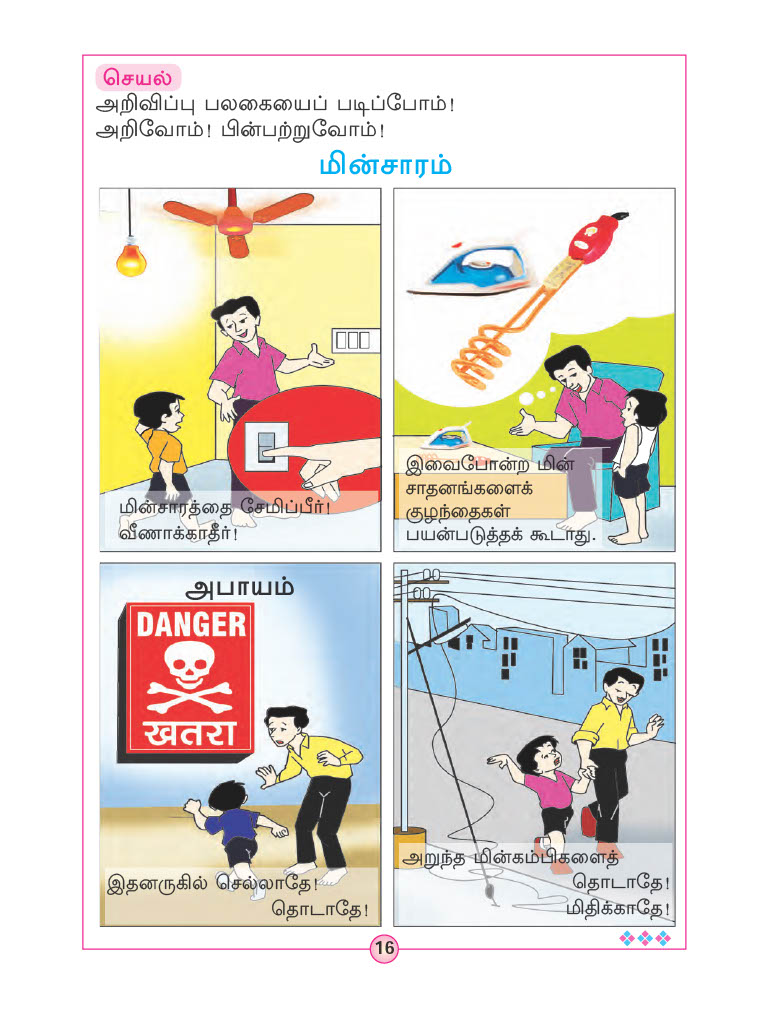 செயல்
அறிவிப்பு பலகையைப் படிப்போம்!
அறிவோம்! பின்பற்றுவோம்!
மின்சாரம்
மின்சாரத்தை சேமிப்பீர்!
வீணாக்காதீர்!
இவைபோன்ற மின்
சாதனங்களைக்
குழந்தைகள்
பயன்படுத்தக் கூடாது.
அபாயம்
DANGER
खतरा
இதனருகில் செல்லாதே!
தொடாதே!
அறுந்த மின்கம்பிகளைத்
தொடாதே!
மிதிக்காதே!
16